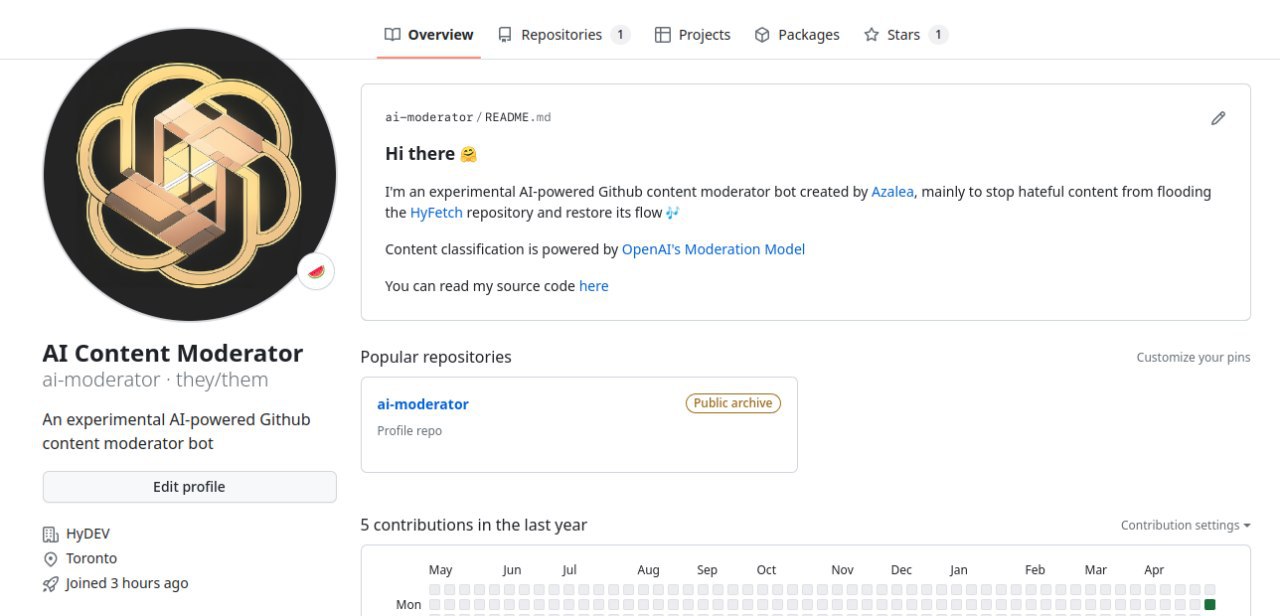 Overview
Repositories 1
Projects
Packages
Stars 1
ai-moderator / README.md
Hi there 🤗
I'm an experimental AI-powered Github content moderator bot created by Azalea, mainly to stop hateful content from flooding
the HyFetch repository and restore its flow 🎶
Content classification is powered by OpenAI's Moderation Model
You can read my source code here
AI Content Moderator
ai-moderator · they/them
An experimental AI-powered Github
content moderator bot
Edit profile
HyDEV
Toronto
Joined 3 hours ago
Popular repositories
Customize your pins
ai-moderator
Public archive
Profile repo
5 contributions in the last year
Contribution settings
May Jun Jul Aug Sep Oct Nov Dec Jan Feb Mar Apr
Mon